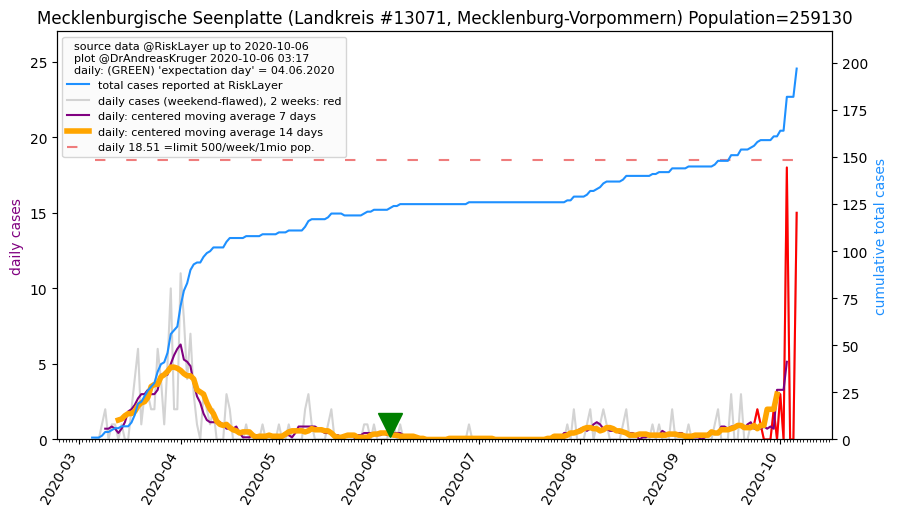 Mecklenburgische Seenplatte (Landkreis #13071, Mecklenburg-Vorpommern) Population=259130
source data @RiskLayer up to 2020-10-06
plot @DrAndreasKruger 2020-10-06 03:17
daily: (GREEN) 'expectation day' = 04.06.2020
total cases reported at RiskLayer
daily cases (weekend-flawed), 2 weeks: red
daily: centered moving average 7 days
daily: centered moving average 14 days
daily 18.51 =limit 500/week/1mio pop.
daily cases
25
20
15
10
5
0
cumulative total cases
200
175
150
125
100
75
50
25
0
2020-03
2020-04
2020-05
2020-06
2020-07
2020-08
2020-09
2020-10